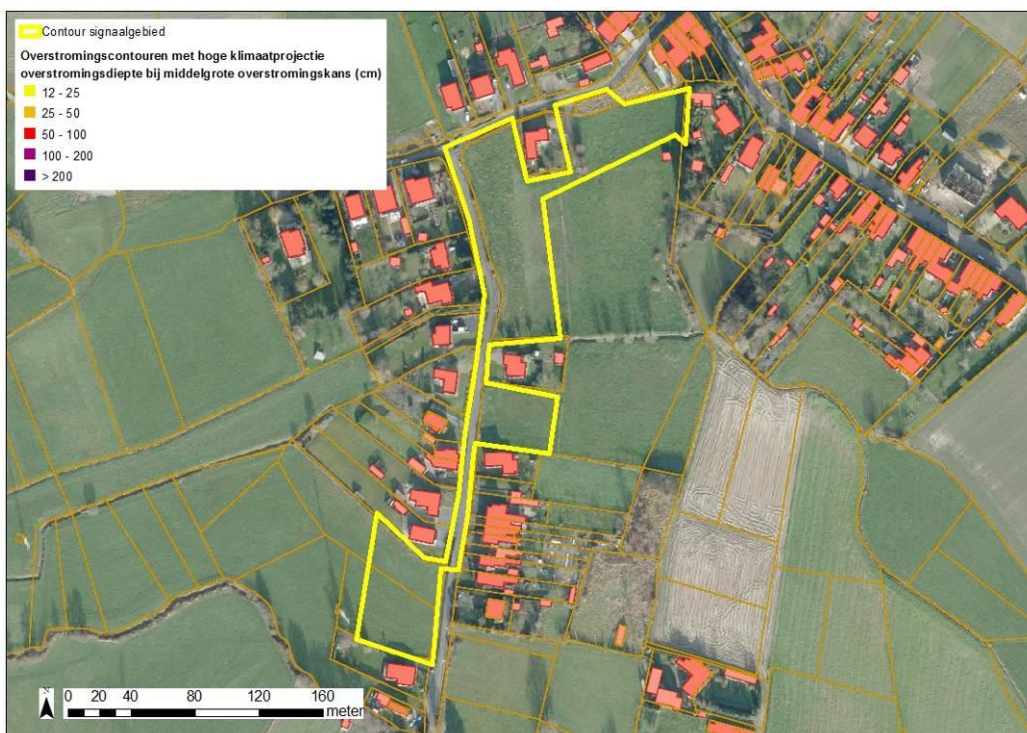 Contour signaalgebied
Overstromingscontouren met hoge klimaatprojectie
overstromingsdiepte bij middelgrote overstromingskans (cm)
12 - 25
25 - 50
50 - 100
100 - 200
> 200
N
0 20 40 80 120 160
meter